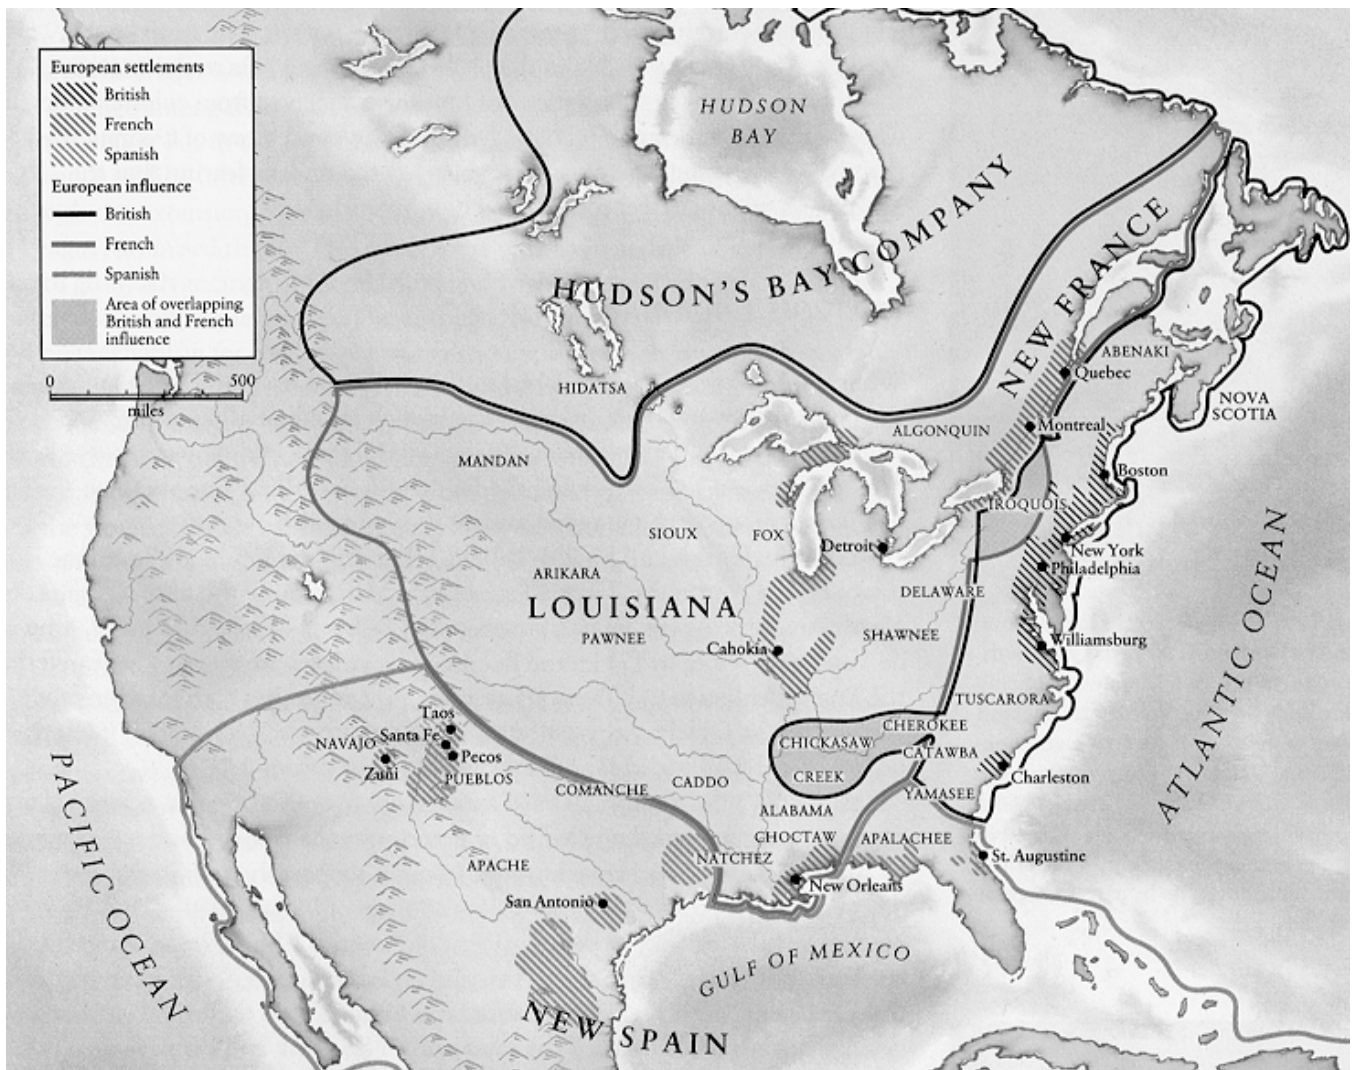 European settlements
British
French
Spanish
European influence
British
French
Spanish
Area of overlapping
British and French
influence
0 500
miles
HUDSON
BAY
HUDSON'S BAY COMPANY
NEW FRANCE
ABENAKI
Quebec
NOVA
SCOTIA
HIDATSA
Montreal
ALGONQUIN
MANDAN
Boston
IROQUOIS
SIOUX
FOX
Detroit
New York
Philadelphia
ARIKARA
DELAWARE
LOUISIANA
PAWNEE
SHAWNEE
Cahokia
Williamsburg
ATLANTIC OCEAN
TUSCARORA
Taos
CHEROKEE
NAVAJO
Santa Fe
CHICKASAW
CATAWBA
Pecos
Zuñi
PUEBLOS
CREEK
Charleston
COMANCHE
CADDO
YAMASEE
ALABAMA
CHOCTAW
APALACHEE
NATCHEZ
St. Augustine
APACHE
New Orleans
San Antonio
PACIFIC OCEAN
GULF OF MEXICO
NEW SPAIN